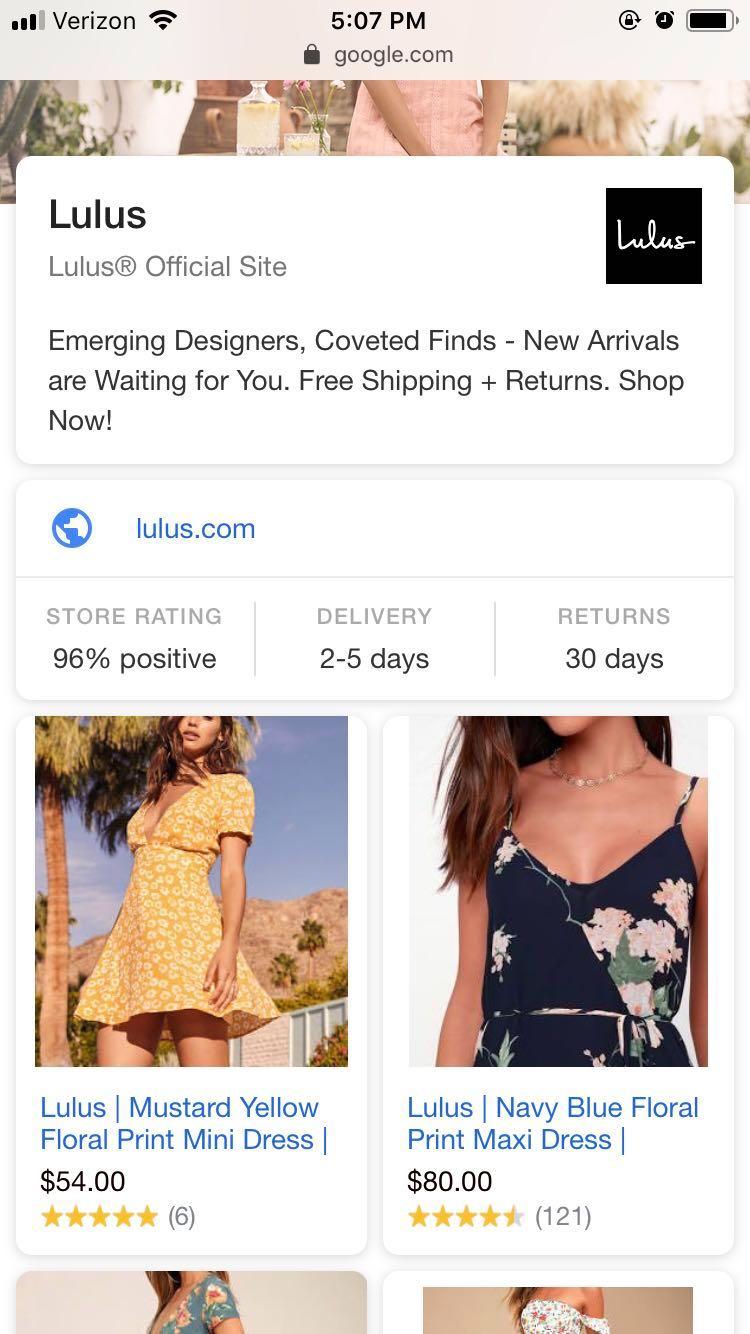 Verizon 5:07 PM
google.com
Lulus
Lulus
Lulus® Official Site
Emerging Designers, Coveted Finds - New Arrivals
are Waiting for You. Free Shipping + Returns. Shop
Now!
lulus.com
STORE RATING DELIVERY RETURNS
96% positive 2-5 days 30 days
Lulus | Mustard Yellow
Floral Print Mini Dress |
$54.00
(6)
Lulus | Navy Blue Floral
Print Maxi Dress |
$80.00
(121)